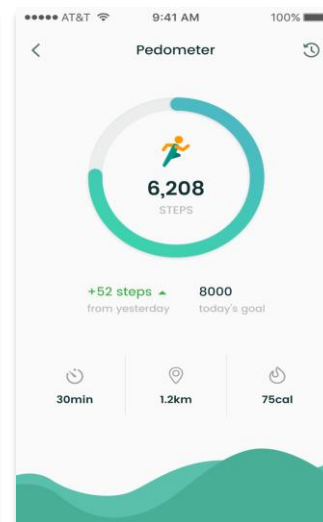 AT&T 9:41 AM 100%
Pedometer
6,208
STEPS
+52 steps 8000
from yesterday today's goal
30min 1.2km 75cal